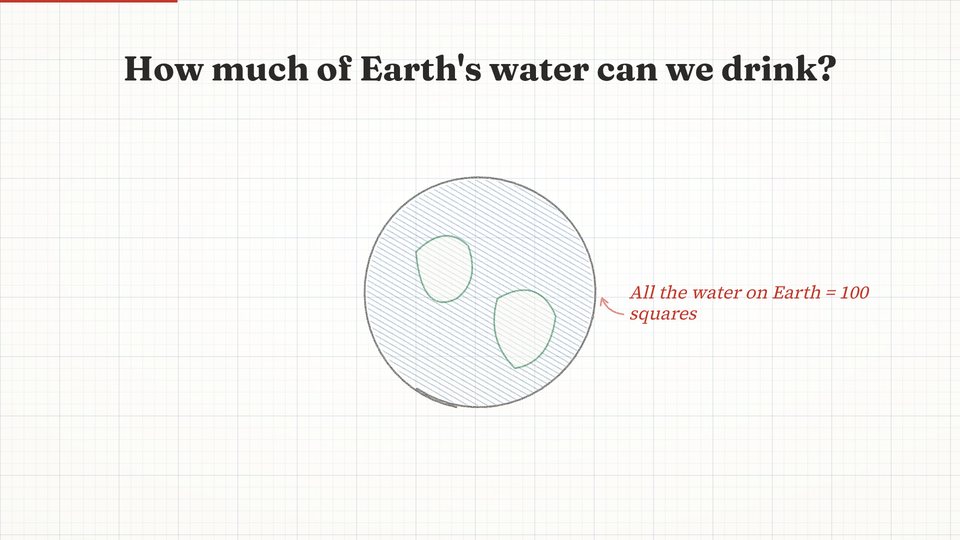 How much of Earth's water can we drink?
All the water on Earth = 100
squares